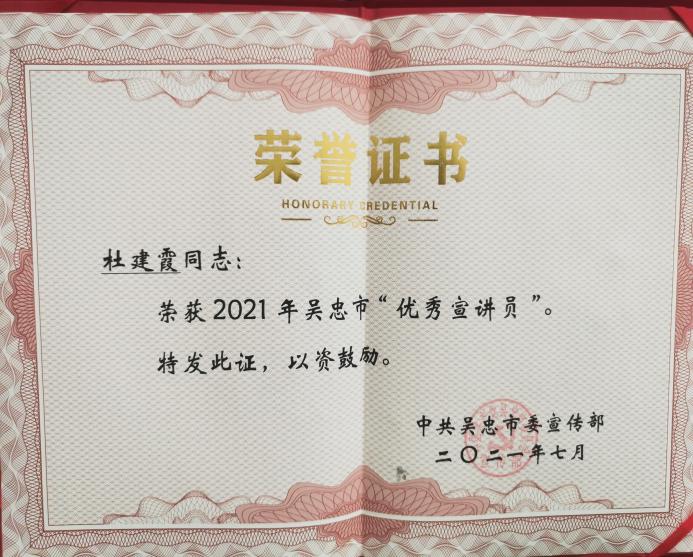 荣誉证书
HONORARY CREDENTIAL
杜建霞同志：
荣获2021年吴忠市“优秀宣讲员”。
特发此证，以资鼓励。
中共吴忠市委宣传部
二〇二一年七月